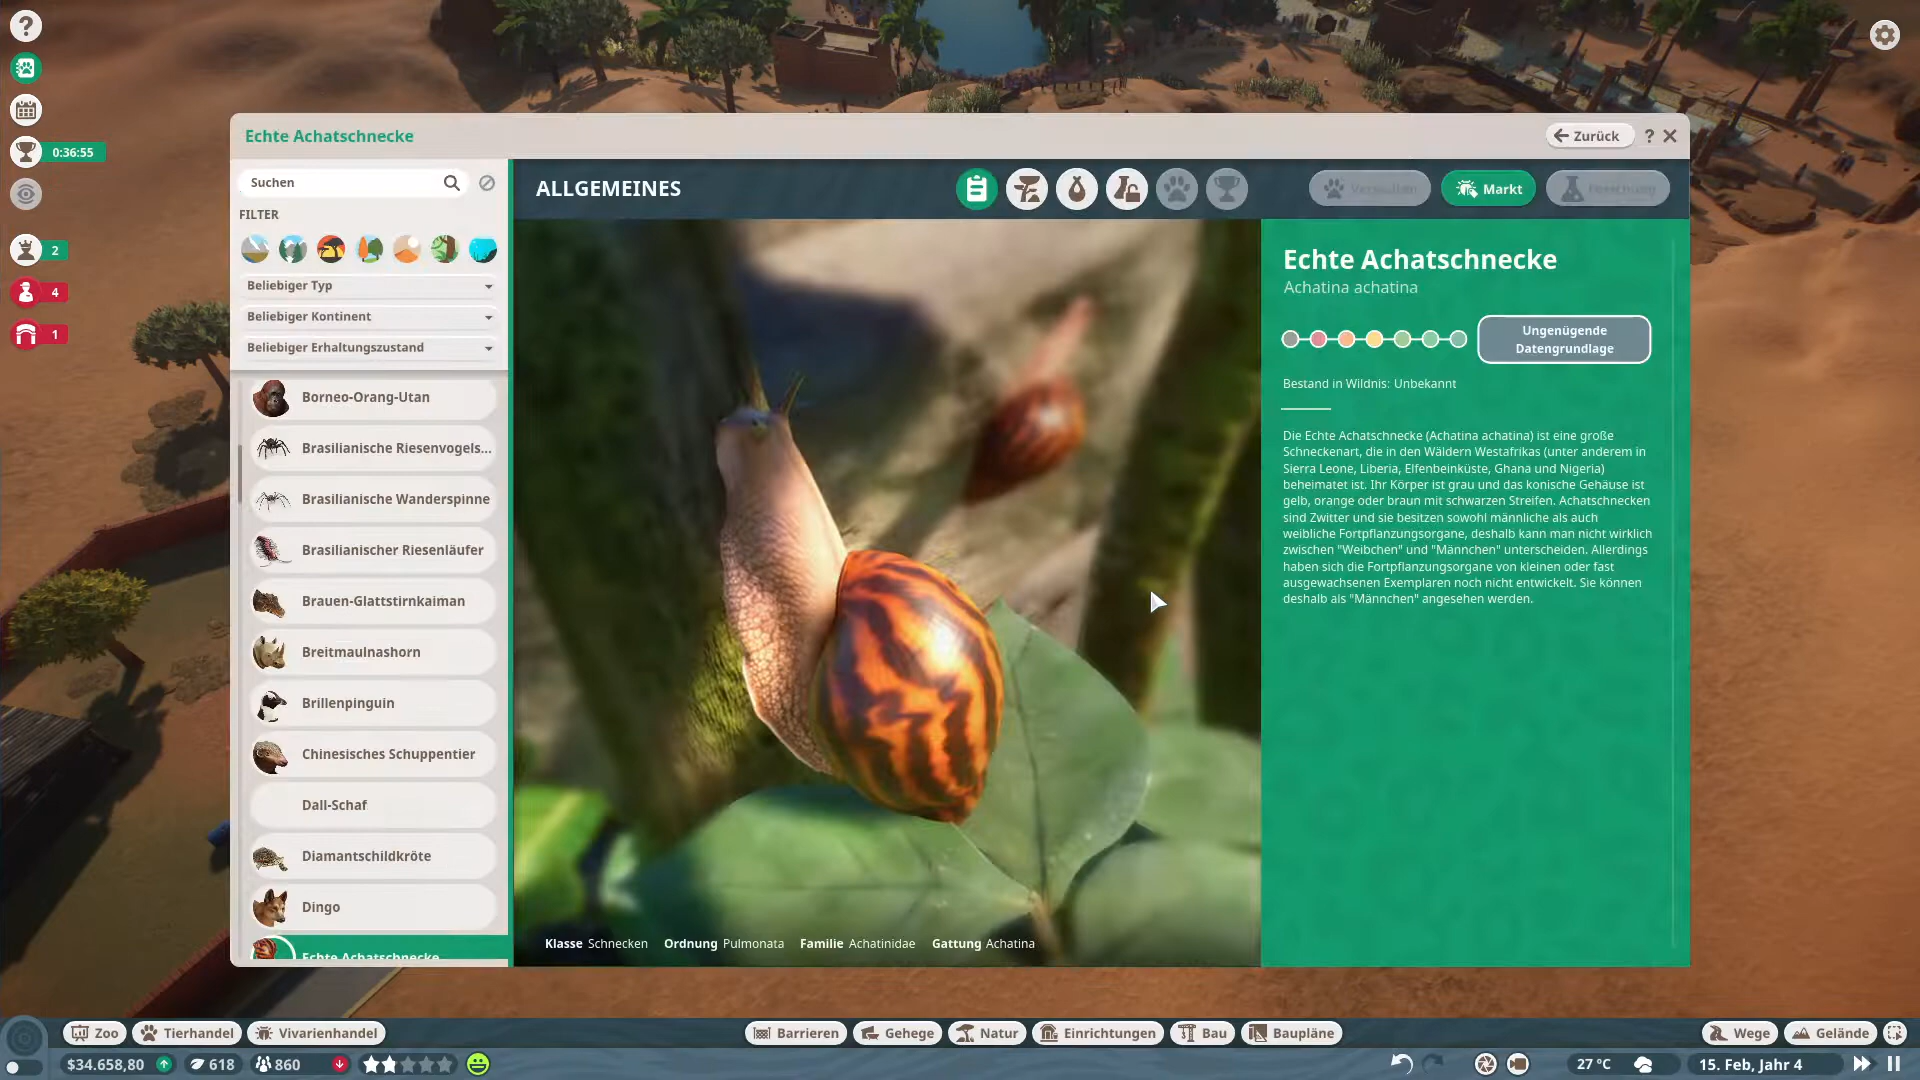 ?
0:36:55
2
4
1
Echte Achatschnecke
Zurück
?
Suchen
FILTER
Beliebiger Typ
Beliebiger Kontinent
Beliebiger Erhaltungszustand
Borneo-Orang-Utan
Brasilianische Riesenvogels...
Brasilianische Wanderspinne
Brasilianischer Riesenläufer
Brauen-Glattstirnkaiman
Breitmaulnashorn
Brillenpinguin
Chinesisches Schuppentier
Dall-Schaf
Diamantschildkröte
Dingo
Echte Achatschnecke
ALLGEMEINES
Verwalten
Markt
Forschung
Klasse Schnecken Ordnung Pulmonata Familie Achatinidae Gattung Achatina
Echte Achatschnecke
Achatina achatina
Ungenügende
Datengrundlage
Bestand in Wildnis: Unbekannt
Die Echte Achatschnecke (Achatina achatina) ist eine große
Schneckenart, die in den Wäldern Westafrikas (unter anderem in
Sierra Leone, Liberia, Elfenbeinküste, Ghana und Nigeria)
beheimatet ist. Ihr Körper ist grau und das konische Gehäuse ist
gelb, orange oder braun mit schwarzen Streifen. Achatschnecken
sind Zwitter und sie besitzen sowohl männliche als auch
weibliche Fortpflanzungsorgane, deshalb kann man nicht wirklich
zwischen "Weibchen" und "Männchen" unterscheiden. Allerdings
haben sich die Fortpflanzungsorgane von kleinen oder fast
ausgewachsenen Exemplaren noch nicht entwickelt. Sie können
deshalb als "Männchen" angesehen werden.
Zoo
Tierhandel
Vivarienhandel
Barrieren
Gehege
Natur
Einrichtungen
Bau
Baupläne
Wege
Gelände
$34.658,80
618
860
27 °C
15. Feb, Jahr 4